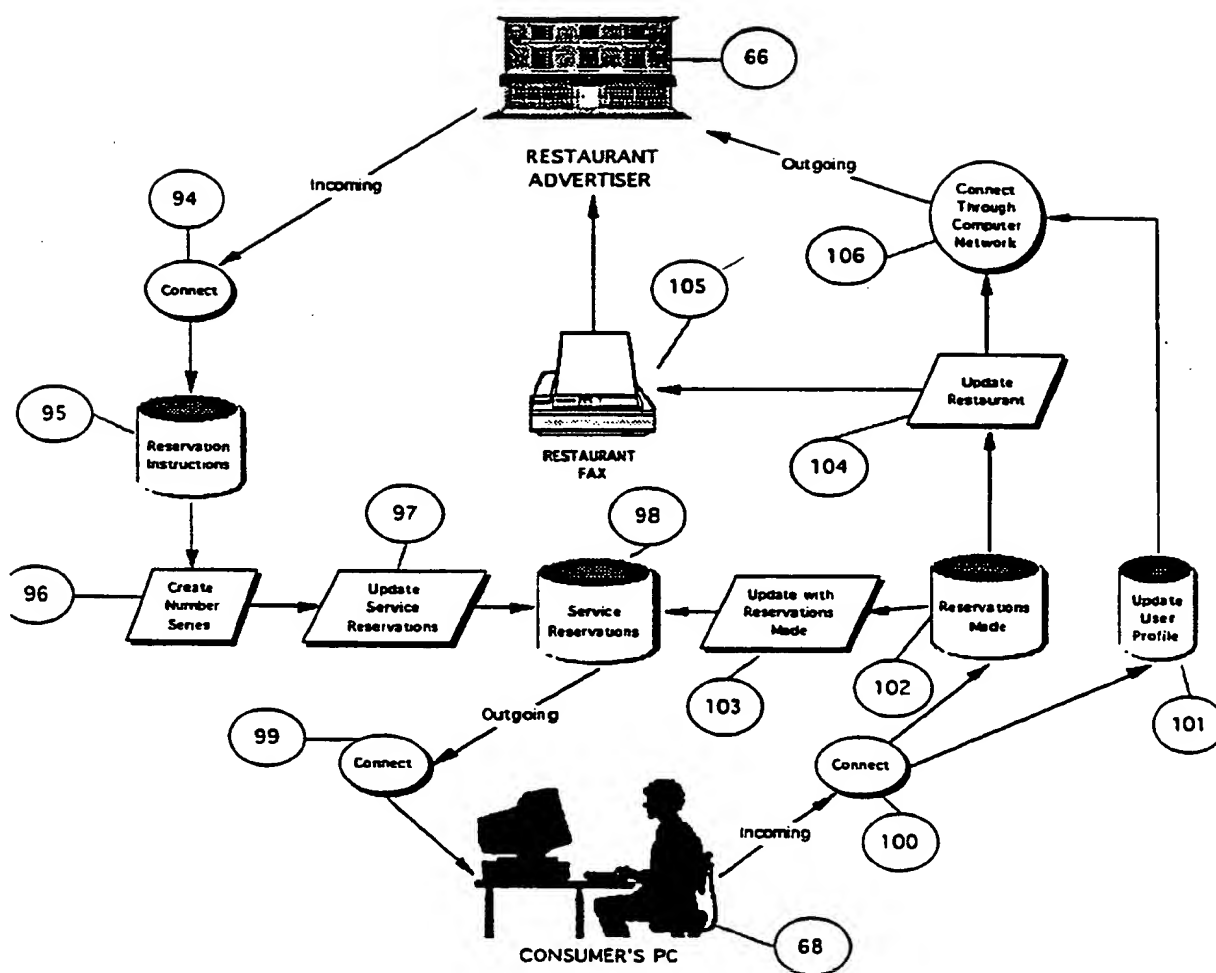 66
RESTAURANT
ADVERTISER
Incoming
Outgoing
94
Connect
Connect
Through
Computer
Network
106
105
95
Reservation
Instructions
RESTAURANT
FAX
Update
Restaurant
104
96
Create
Number
Series
97
Update
Service
Reservations
98
Service
Reservations
Update with
Reservations
Made
103
Reservations
Made
102
Update
User
Profile
101
99
Outgoing
Connect
Incoming
Connect
100
CONSUMER'S PC
68